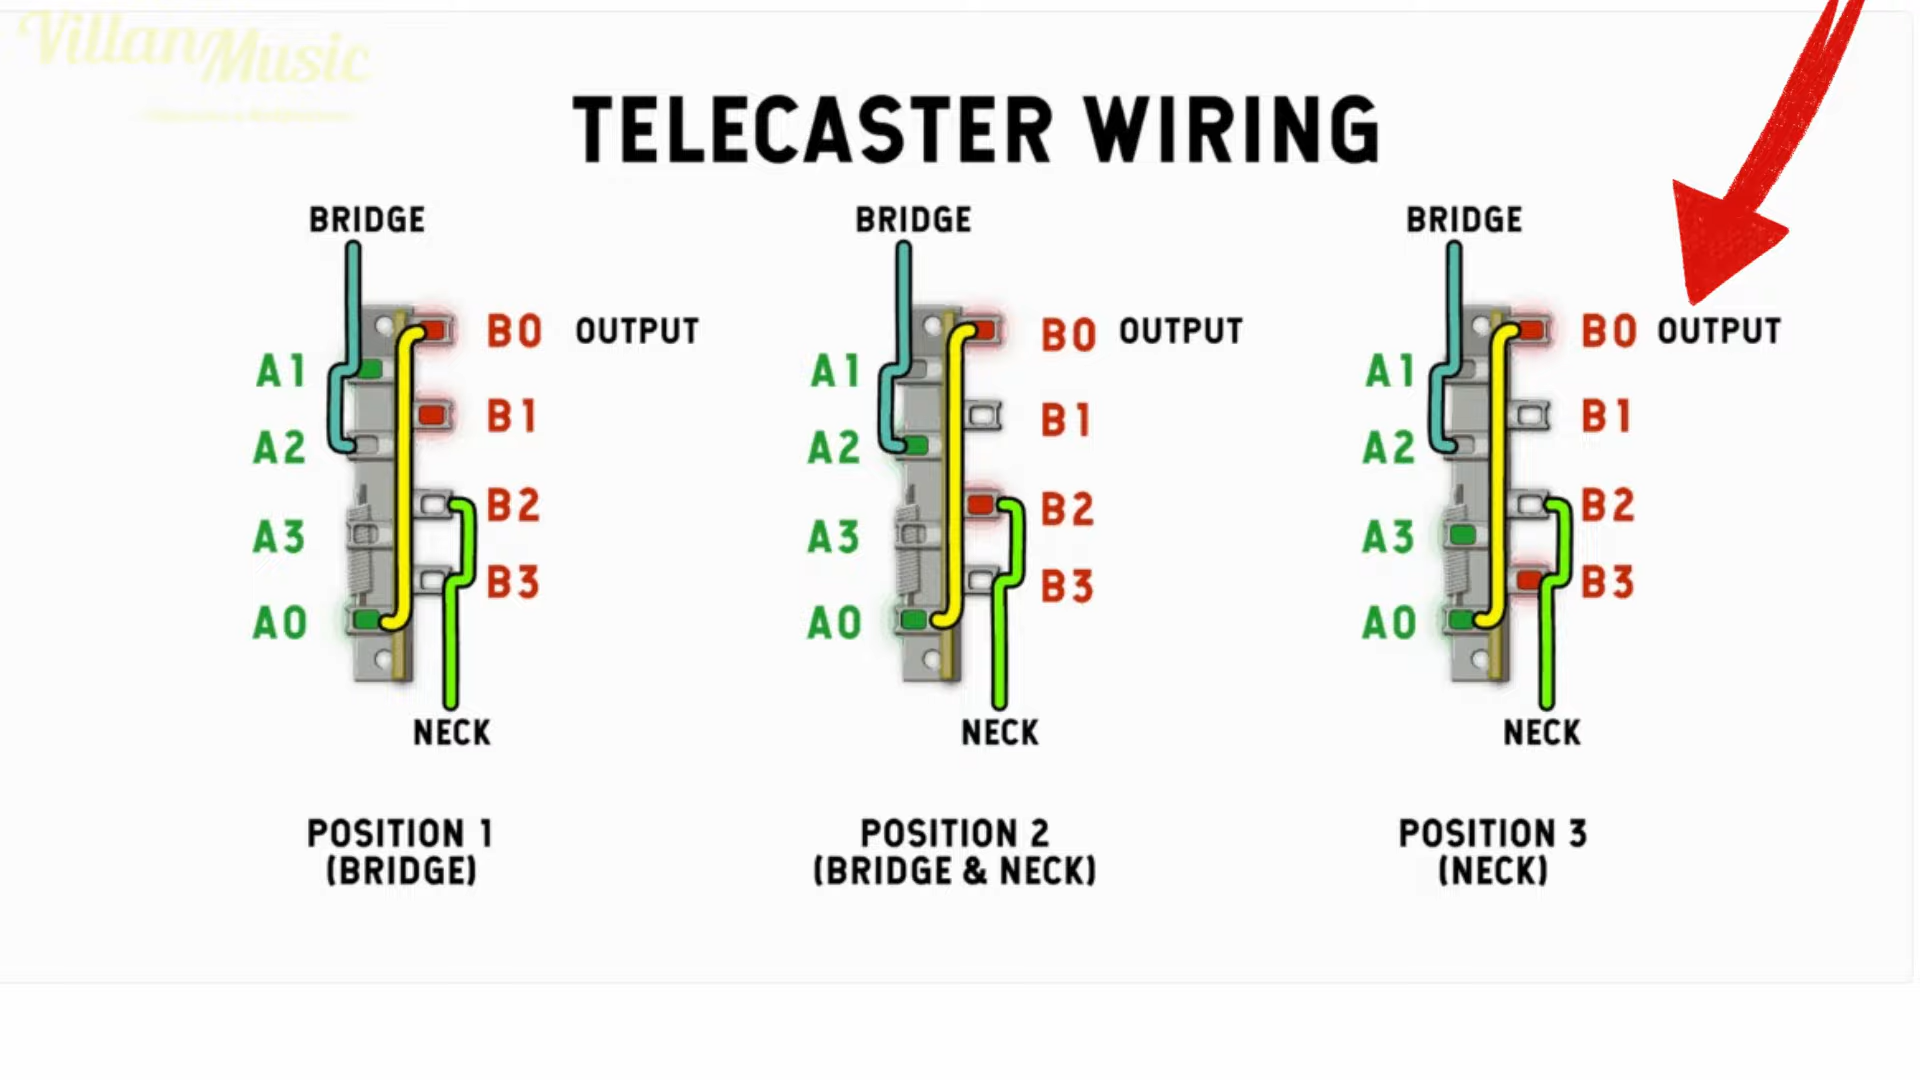 VillanMusic
TELECASTER WIRING
BRIDGE
B0 OUTPUT
A1
B1
A2
B2
A3
B3
A0
NECK
POSITION 1
(BRIDGE)
BRIDGE
B0 OUTPUT
A1
B1
A2
B2
A3
B3
A0
NECK
POSITION 2
(BRIDGE & NECK)
BRIDGE
B0 OUTPUT
A1
B1
A2
B2
A3
B3
A0
NECK
POSITION 3
(NECK)